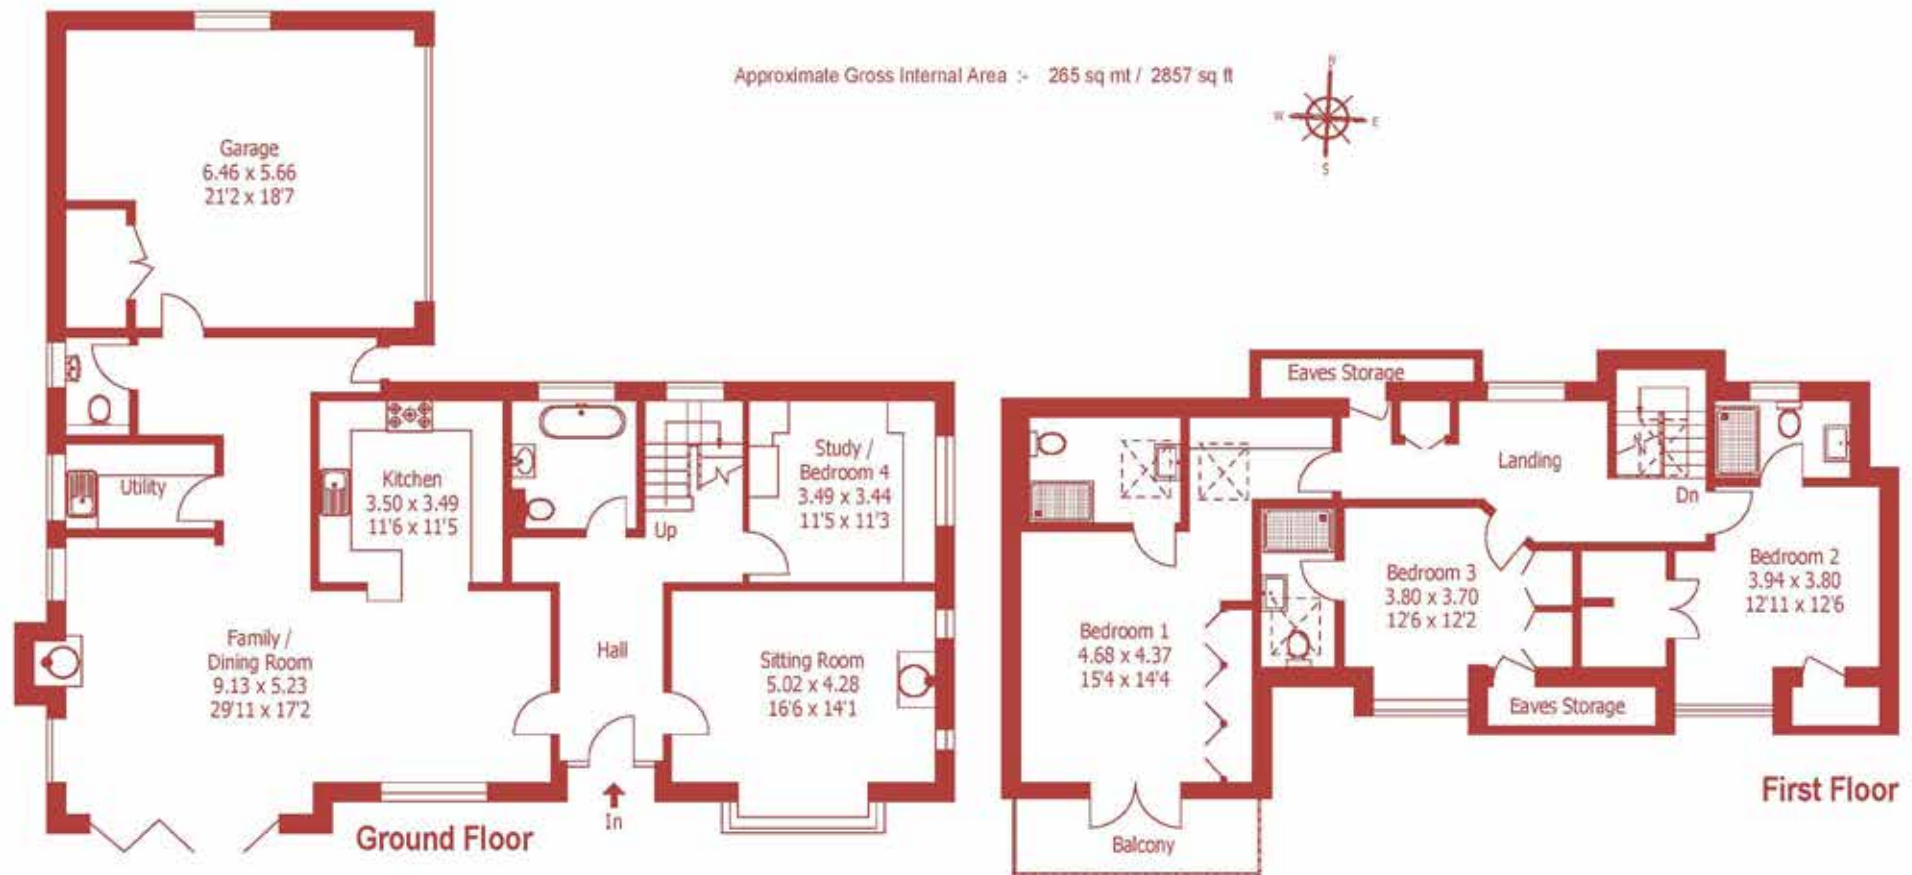 Approximate Gross Internal Area :- 265 sq mt / 2857 sq ft
N
W
E
S
Garage
6.46 x 5.66
21'2 x 18'7
Utility
Kitchen
3.50 x 3.49
11'6 x 11'5
Up
Study /
Bedroom 4
3.49 x 3.44
11'5 x 11'3
Family /
Dining Room
9.13 x 5.23
29'11 x 17'2
Hall
Sitting Room
5.02 x 4.28
16'6 x 14'1
In
Ground Floor
Eaves Storage
Landing
Dn
Bedroom 1
4.68 x 4.37
15'4 x 14'4
Bedroom 3
3.80 x 3.70
12'6 x 12'2
Bedroom 2
3.94 x 3.80
12'11 x 12'6
Eaves Storage
Balcony
First Floor